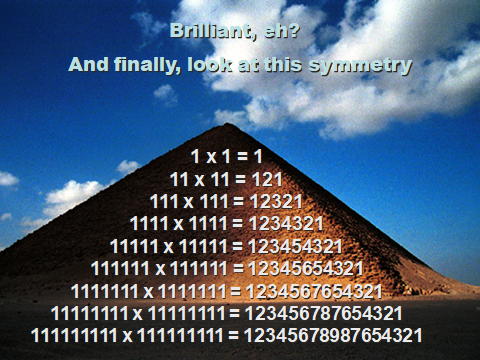 Brilliant, eh?
And finally, look at this symmetry
1 x 1 = 1
11 x 11 = 121
111 x 111 = 12321
1111 x 1111 = 1234321
11111 x 11111 = 123454321
111111 x 111111 = 12345654321
1111111 x 1111111 = 1234567654321
11111111 x 11111111 = 123456787654321
111111111 x 111111111 = 12345678987654321